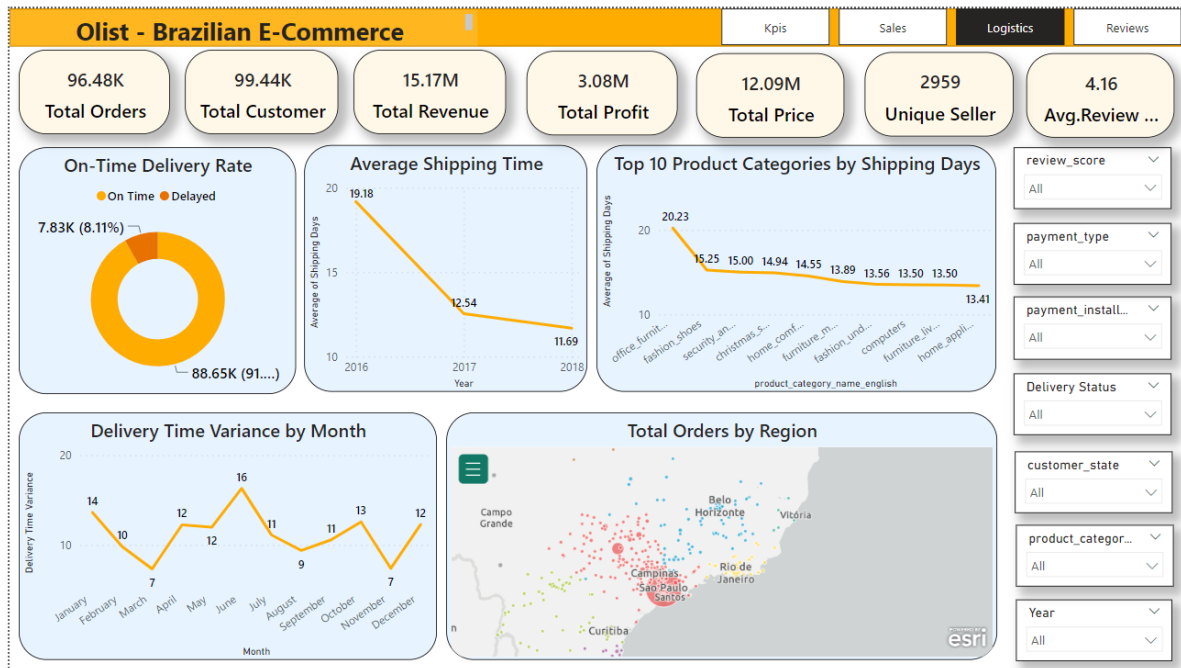 Olist - Brazilian E-Commerce
Kpis
Sales
Logistics
Reviews
96.48K
Total Orders
99.44K
Total Customer
15.17M
Total Revenue
3.08M
Total Profit
12.09M
Total Price
2959
Unique Seller
4.16
Avg.Review ...
On-Time Delivery Rate
On Time
Delayed
7.83K (8.11%)
88.65K (91....)
Average Shipping Time
Average of Shipping Days
20
15
10
19.18
12.54
11.69
2016
2017
2018
Year
Top 10 Product Categories by Shipping Days
Average of Shipping Days
20
10
20.23
15.25
15.00
14.94
14.55
13.89
13.56
13.50
13.50
13.41
office_furnit...
fashion_shoes
security_an...
christmas_s...
home_comf...
furniture_m...
fashion_und...
computers
furniture_liv...
home_appli...
product_category_name_english
Delivery Time Variance by Month
Delivery Time Variance
20
10
14
10
7
12
12
16
11
9
11
13
7
12
January
February
March
April
May
June
July
August
September
October
November
December
Month
Total Orders by Region
Campo
Grande
Belo
Horizonte
Vitória
Campinas
São Paulo
Santos
Rio de
Janeiro
Curitiba
n
POWERED BY
esri
review_score
All
payment_type
All
payment_install...
All
Delivery Status
All
customer_state
All
product_categor...
All
Year
All